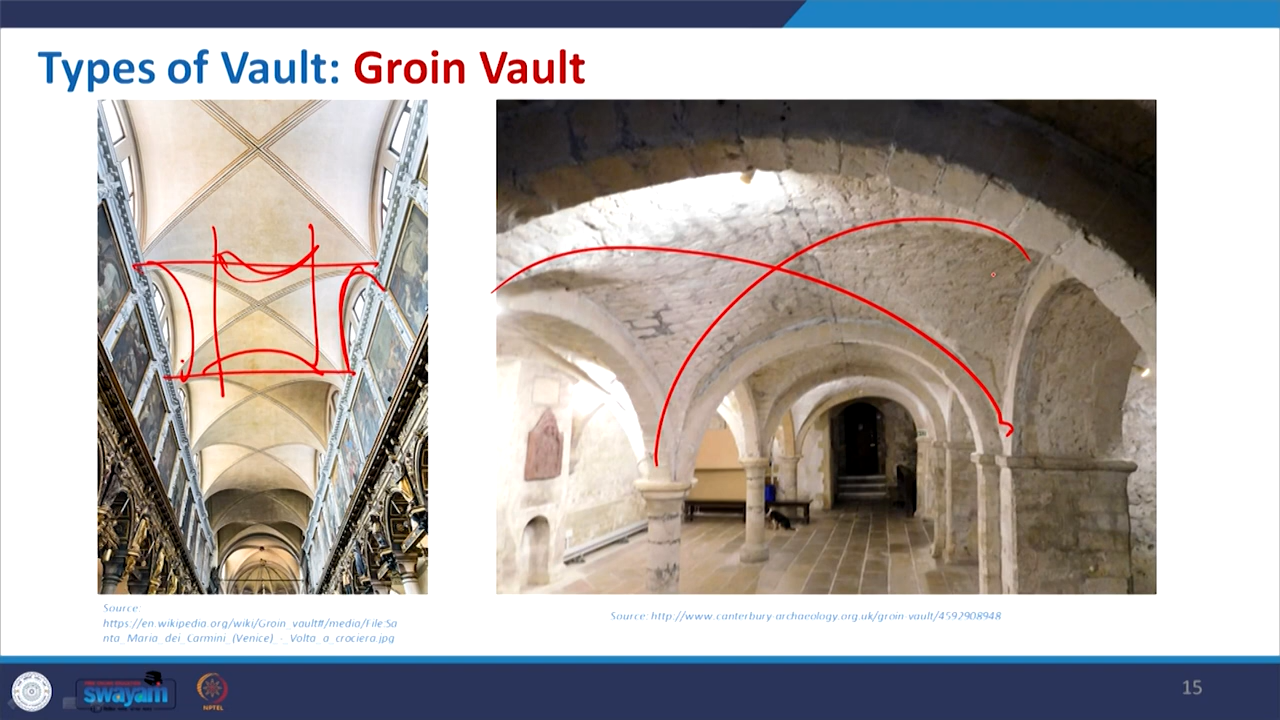 Types of Vault: Groin Vault
Source:
https://en.wikipedia.org/wiki/Groin_vault#/media/File:Sa
nta_Maria_dei_Carmini_(Venice)_-_Volta_a_crociera.jpg
Source: http://www.canterbury-archaeology.org.uk/groin-vault/4592908948
swayam
NPTEL
15